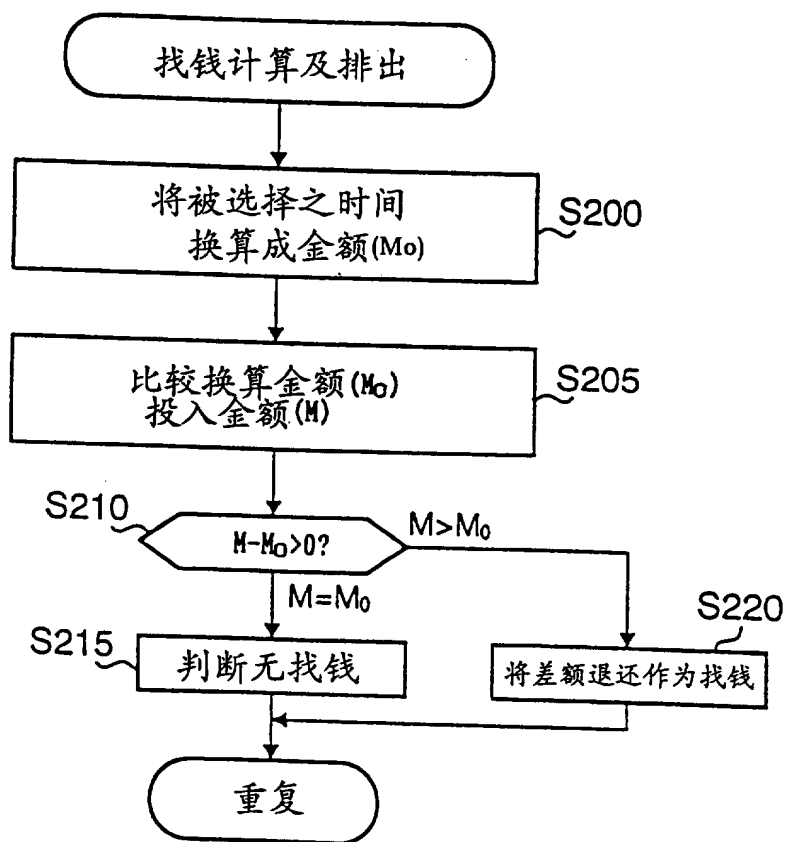 找钱计算及排出
将被选择之时间
换算成金额(Mo)
S200
比较换算金额(Mo)
投入金额(M)
S205
S210
M-Mo>0?
M>Mo
M=Mo
S215
判断无找钱
S220
将差额退还作为找钱
重复